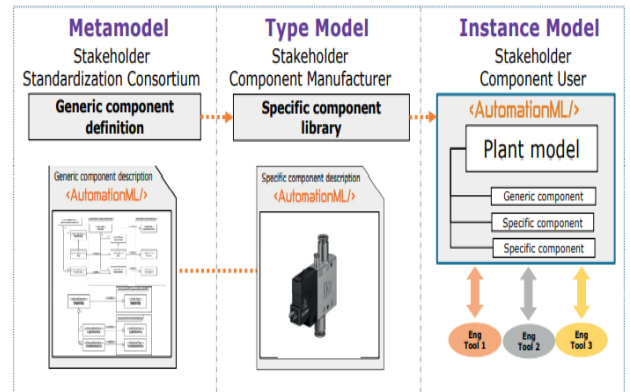 Metamodel
Stakeholder
Standardization Consortium
Generic component
definition
Generic component description
<AutomationML/>
Type Model
Stakeholder
Component Manufacturer
Specific component
library
Specific component description
<AutomationML/>
Instance Model
Stakeholder
Component User
<AutomationML/>
Plant model
Generic component
Specific component
Specific component
Eng
Tool 1
Eng
Tool 2
Eng
Tool 3